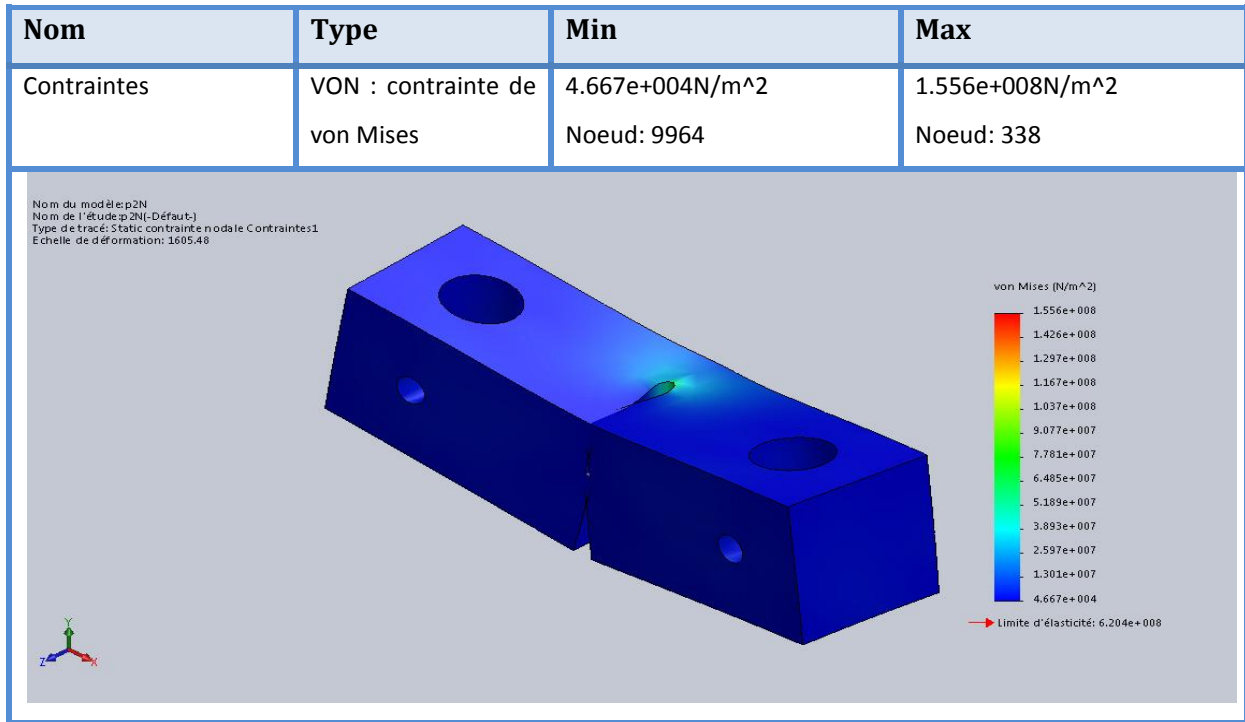 Nom Type Min Max
Contraintes VON : contrainte de 4.667e+004N/m^2 1.556e+008N/m^2
von Mises Noeud: 9964 Noeud: 338
Nom du modèle:p2N
Nom de l'étude:p2N(-Défaut-)
Type de tracé: Static contrainte nodale Contraintes1
Echelle de déformation: 1605.48
von Mises (N/m^2)
1.556e+008
1.426e+008
1.297e+008
1.167e+008
1.037e+008
9.077e+007
7.781e+007
6.485e+007
5.189e+007
3.893e+007
2.597e+007
1.301e+007
4.667e+004
Limite d'élasticité: 6.204e+008
Y
Z
X